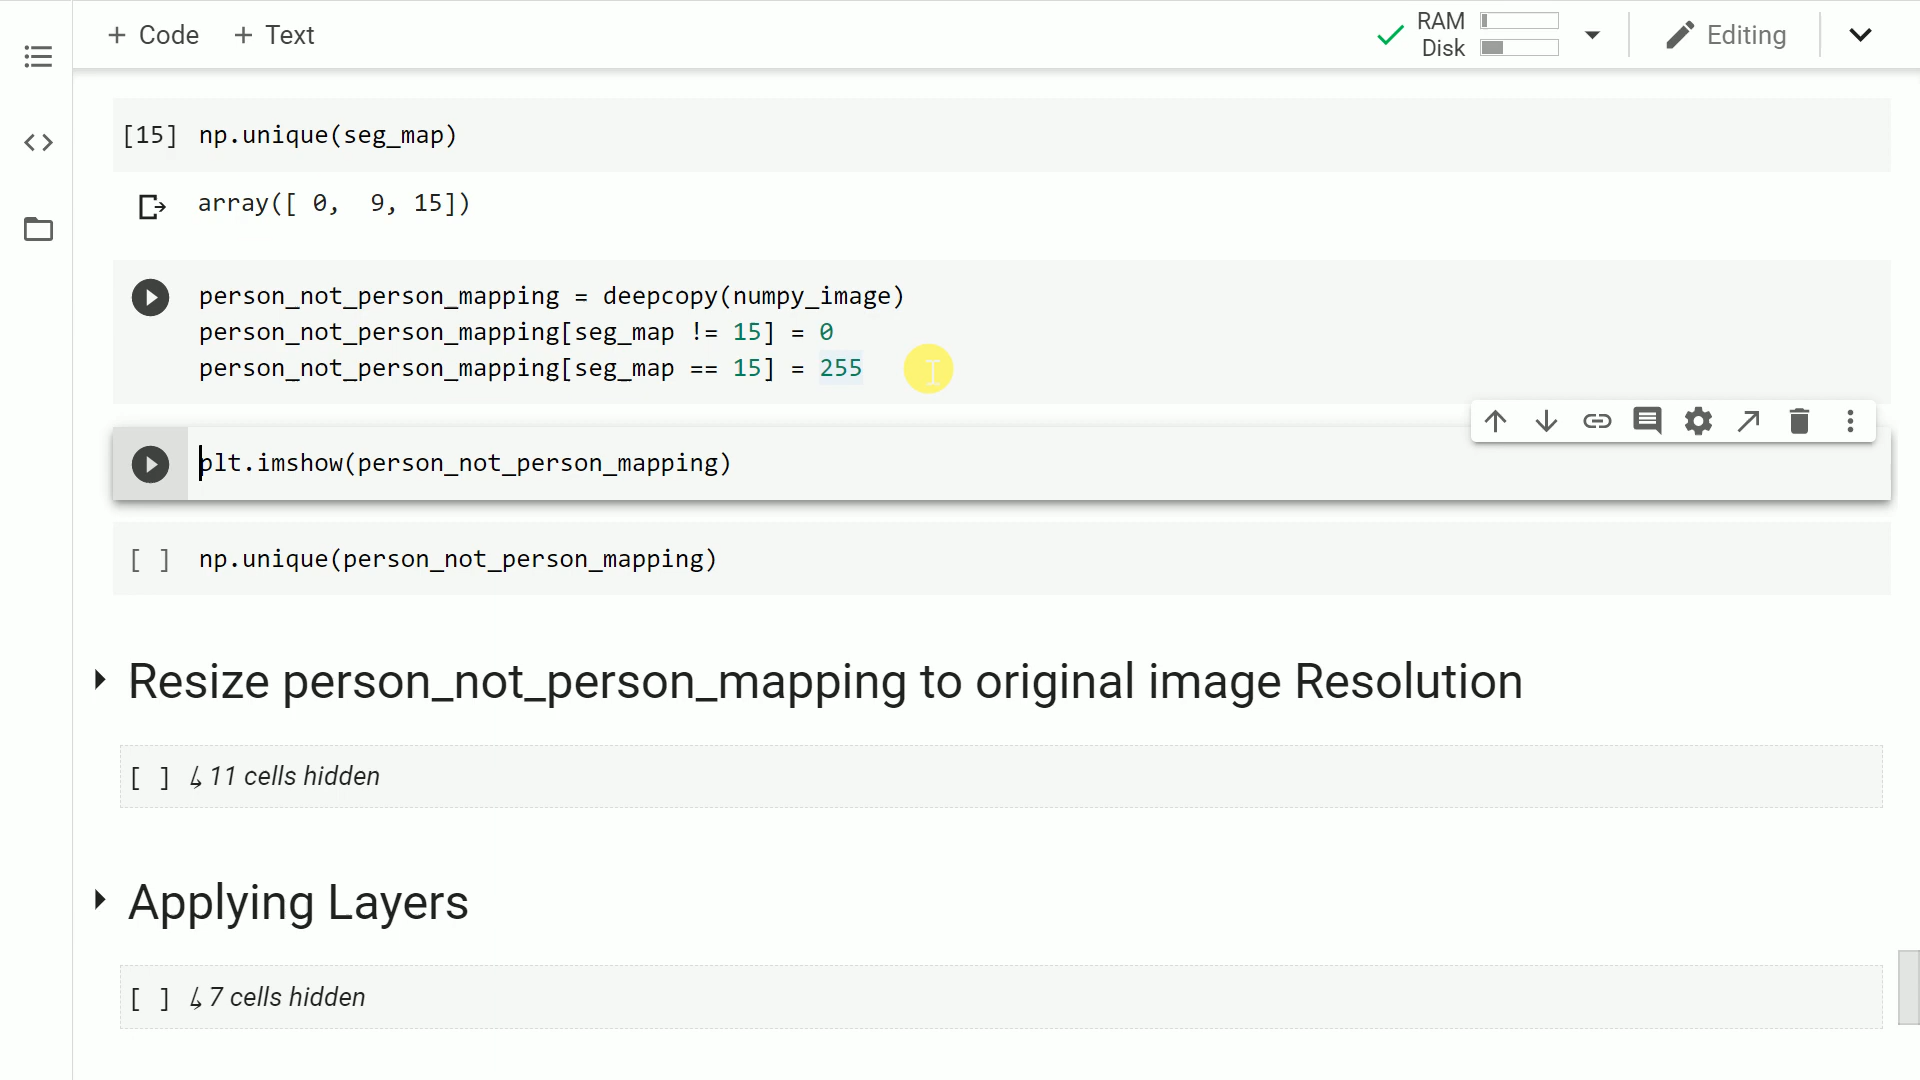 + Code + Text
RAM
Disk
Editing
[15] np.unique(seg_map)
array([ 0,  9, 15])
person_not_person_mapping = deepcopy(numpy_image)
person_not_person_mapping[seg_map != 15] = 0
person_not_person_mapping[seg_map == 15] = 255
plt.imshow(person_not_person_mapping)
[ ] np.unique(person_not_person_mapping)
Resize person_not_person_mapping to original image Resolution
[ ] ↳ 11 cells hidden
Applying Layers
[ ] ↳ 7 cells hidden